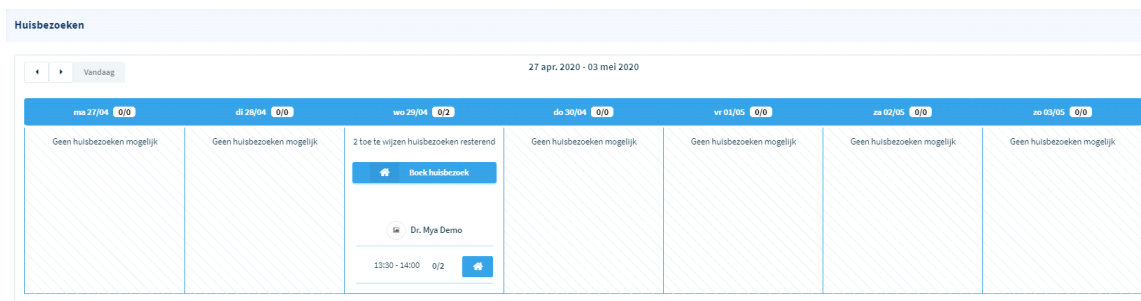 Huisbezoeken
Vandaag
27 apr. 2020 - 03 mei 2020
ma 27/04 0/0
di 28/04 0/0
wo 29/04 0/2
do 30/04 0/0
vr 01/05 0/0
za 02/05 0/0
zo 03/05 0/0
Geen huisbezoeken mogelijk
Geen huisbezoeken mogelijk
2 toe te wijzen huisbezoeken resterend
Geen huisbezoeken mogelijk
Geen huisbezoeken mogelijk
Geen huisbezoeken mogelijk
Geen huisbezoeken mogelijk
Boek huisbezoek
Dr. Mya Demo
13:30 - 14:00 0/2